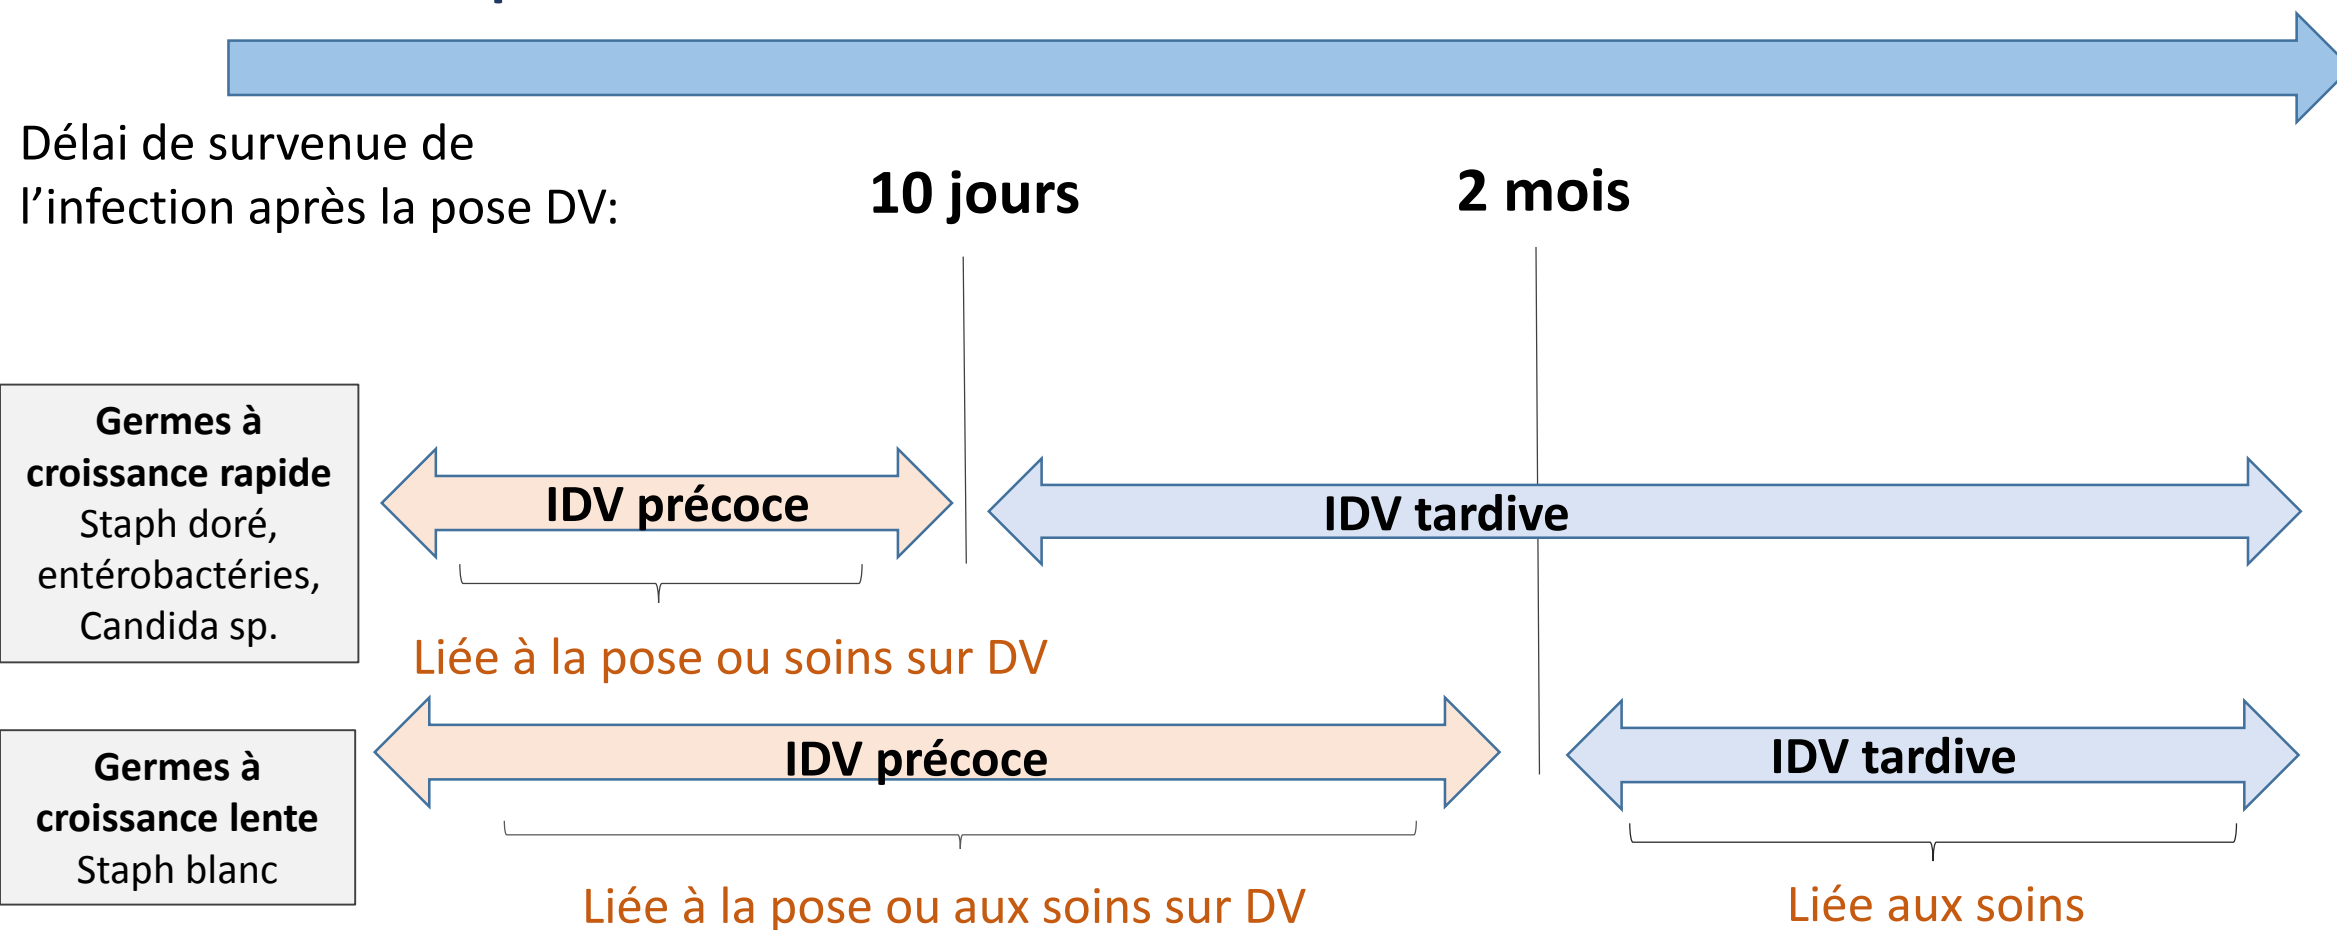 Délai de survenue de
l’infection après la pose DV:
10 jours
2 mois
Germes à
croissance rapide
Staph doré,
entérobactéries,
Candida sp.
IDV précoce
IDV tardive
Liée à la pose ou soins sur DV
Germes à
croissance lente
Staph blanc
IDV précoce
IDV tardive
Liée à la pose ou aux soins sur DV
Liée aux soins